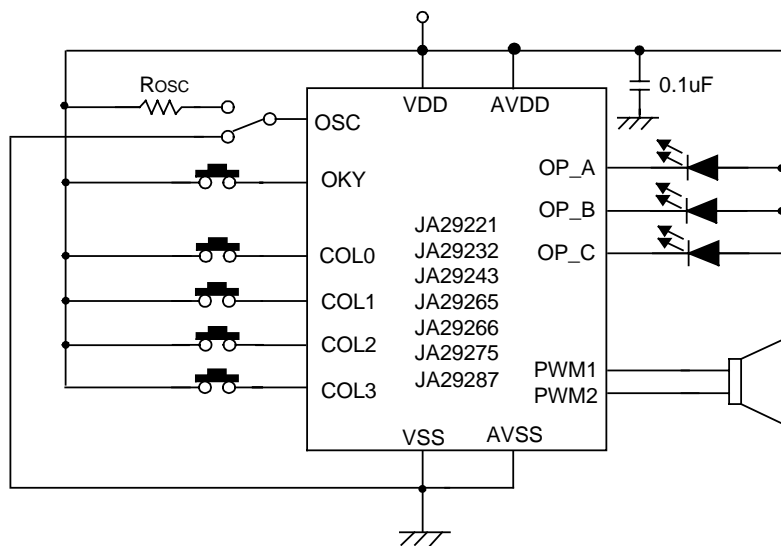 ROSC
0.1uF
VDD
AVDD
OSC
OKY
COL0
COL1
COL2
COL3
JA29221
JA29232
JA29243
JA29265
JA29266
JA29275
JA29287
OP_A
OP_B
OP_C
PWM1
PWM2
VSS
AVSS